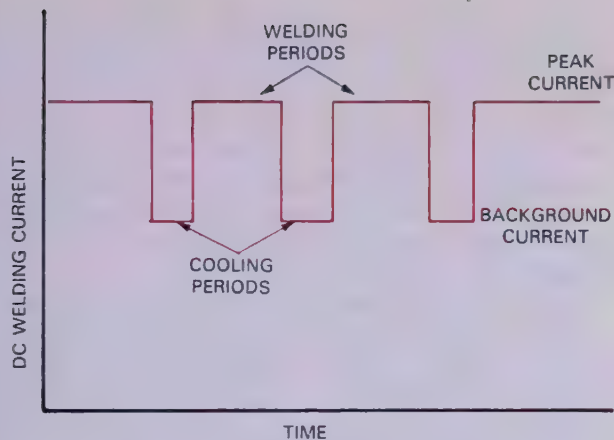 WELDING
PERIODS
PEAK
CURRENT
BACKGROUND
CURRENT
COOLING
PERIODS
DC WELDING CURRENT
TIME